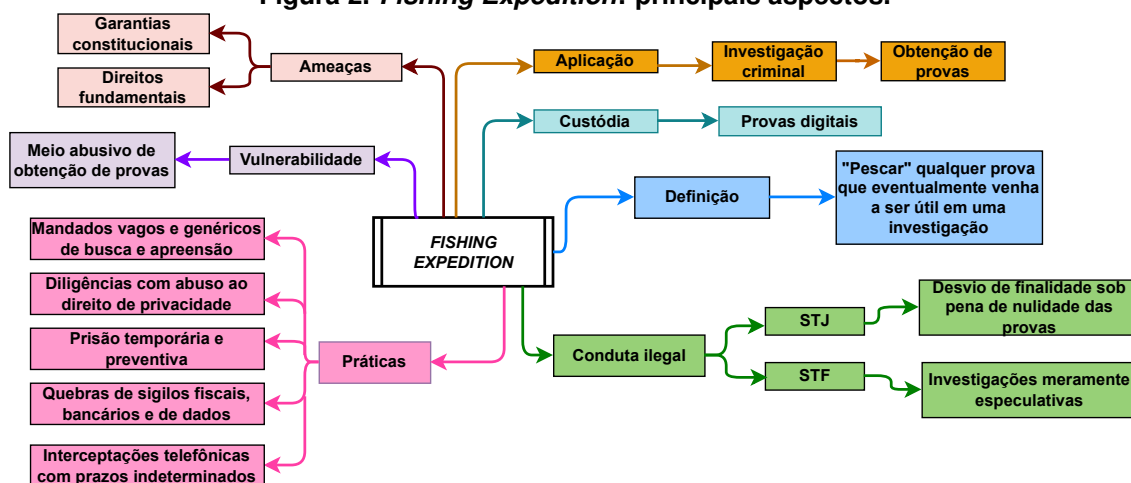 Figura 2. Fishing Expedition: principais aspectos.
Garantias
constitucionais
Direitos
fundamentais
Ameaças
Aplicação
Investigação
criminal
Obtenção de
provas
Custódia
Provas digitais
Meio abusivo de
obtenção de provas
Vulnerabilidade
Definição
"Pescar" qualquer prova
que eventualmente venha
a ser útil em uma
investigação
FISHING
EXPEDITION
Mandados vagos e genéricos
de busca e apreensão
Diligências com abuso ao
direito de privacidade
Prisão temporária e
preventiva
Quebras de sigilos fiscais,
bancários e de dados
Interceptações telefônicas
com prazos indeterminados
Práticas
Conduta ilegal
STJ
Desvio de finalidade sob
pena de nulidade das
provas
STF
Investigações meramente
especulativas